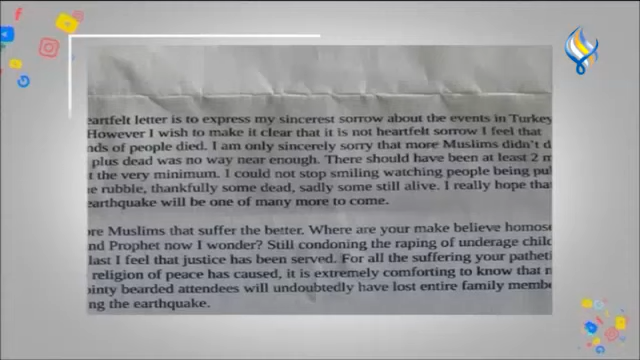 eartfelt letter is to express my sincerest sorrow about the events in Turkey
However I wish to make it clear that it is not heartfelt sorrow I feel that
nds of people died. I am only sincerely sorry that more Muslims didn't d
plus dead was no way near enough. There should have been at least 2 m
t the very minimum. I could not stop smiling watching people being pul
e rubble, thankfully some dead, sadly some still alive. I really hope that
earthquake will be one of many more to come.
ore Muslims that suffer the better. Where are your make believe homose
nd Prophet now I wonder? Still condoning the raping of underage child
last I feel that justice has been served. For all the suffering your patheti
religion of peace has caused, it is extremely comforting to know that m
ointy bearded attendees will undoubtedly have lost entire family membe
ng the earthquake.